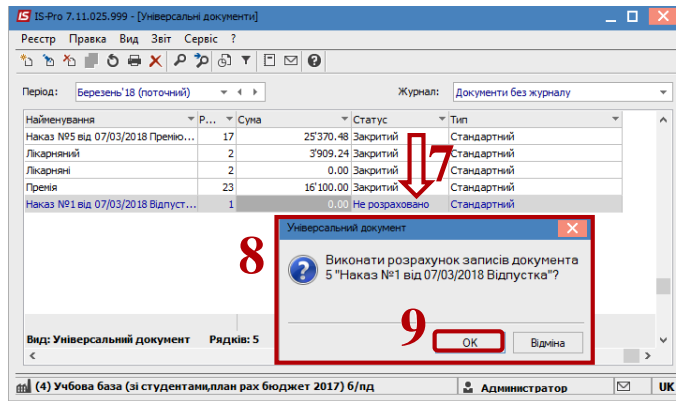 IS-Pro 7.11.025.999 - [Універсальні документи]
Реєстр Правка Вид Звіт Сервіс ?
Період: Березень'18 (поточний) Журнал: Документи без журналу
Найменування Р... Сума Статус Тип
Наказ №5 від 07/03/2018 Премію... 17 25'370.48 Закритий Стандартний
Лікарняний 2 3'909.24 Закритий Стандартний
Лікарняні 2 0.00 Закритий Стандартний
Премія 23 16'100.00 Закритий Стандартний
Наказ №1 від 07/03/2018 Відпуст... 1 0.00 Не розраховано Стандартний
7
8
Універсальний документ
Виконати розрахунок записів документа
5 "Наказ №1 від 07/03/2018 Відпустка"?
9
OK Відміна
Вид: Універсальний документ Рядків: 5
(4) Учбова база (зі студентами,план рах бюджет 2017) б/пд Администратор UK